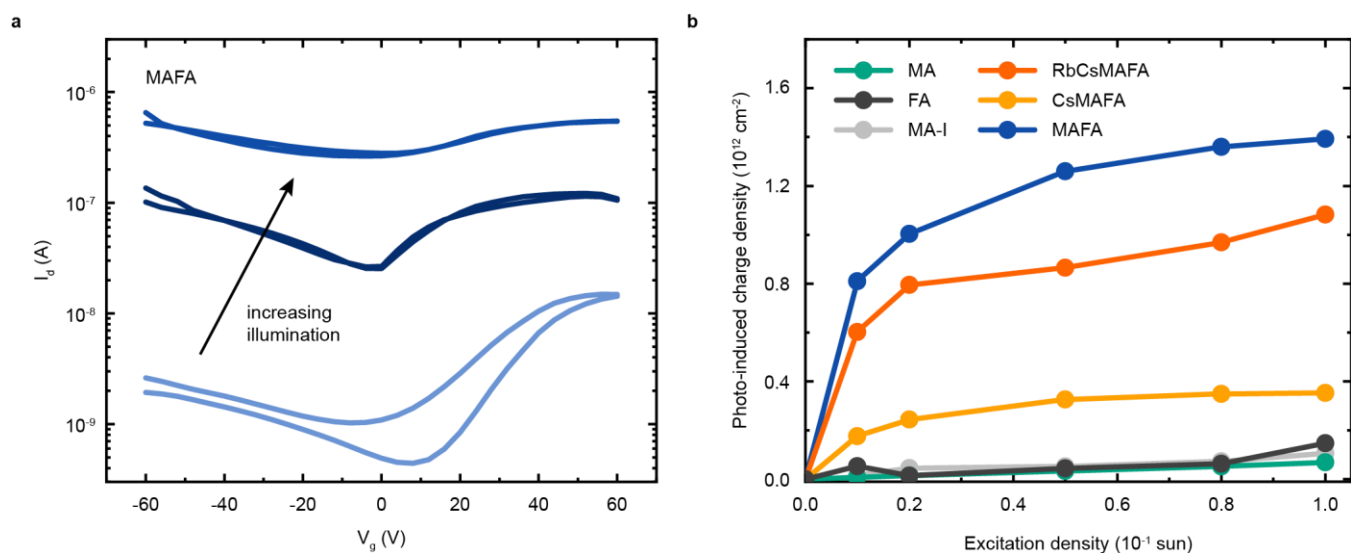 a
MAFA
10⁻⁶
10⁻⁷
10⁻⁸
10⁻⁹
I_d (A)
increasing
illumination
-60 -40 -20 0 20 40 60
V_g (V)
b
MA
FA
MA-I
RbCsMAFA
CsMAFA
MAFA
1.6
1.2
0.8
0.4
0.0
Photo-induced charge density (10¹² cm⁻²)
0.0 0.2 0.4 0.6 0.8 1.0
Excitation density (10⁻¹ sun)